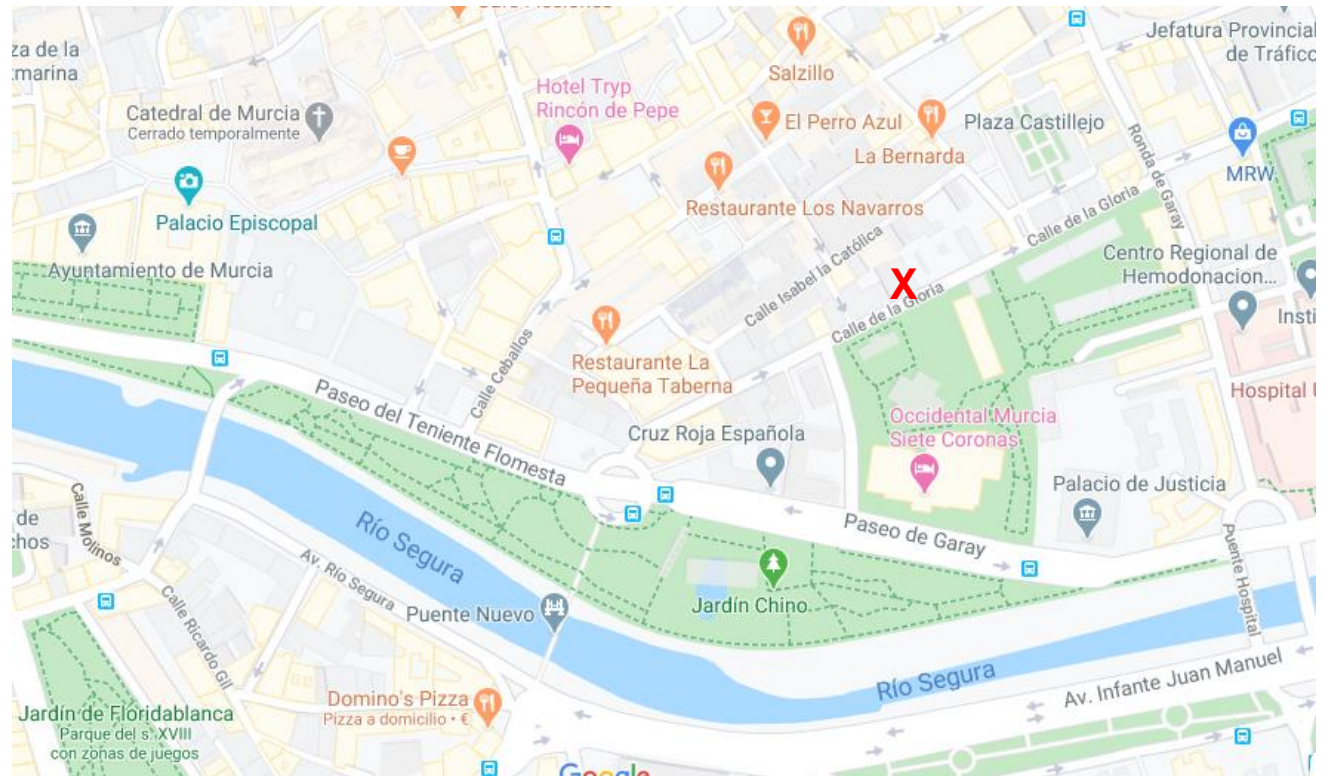 Jefatura Provincial
de Tráfico
za de la
tmarina
Salzillo
Hotel Tryp
Rincón de Pepe
Catedral de Murcia
Cerrado temporalmente
El Perro Azul
Plaza Castillejo
La Bernarda
Ronda de Garay
MRW
Restaurante Los Navarros
Palacio Episcopal
Calle de la Gloria
Calle Isabel la Católica
Centro Regional de
Hemodonacion...
Ayuntamiento de Murcia
X
Calle de la Gloria
Insti
Restaurante La
Pequeña Taberna
Calle Ceballos
Paseo del Teniente Flomesta
Hospital
Occidental Murcia
Siete Coronas
Cruz Roja Española
Palacio de Justicia
Calle Molinos
de
chos
Río Segura
Paseo de Garay
Puente Hospital
Av. Río Segura
Calle Ricardo Gil
Puente Nuevo
Jardín Chino
Río Segura
Av. Infante Juan Manuel
Domino's Pizza
Pizza a domicilio • €
Jardín de Floridablanca
Parque del s. XVIII
con zonas de juegos
Google